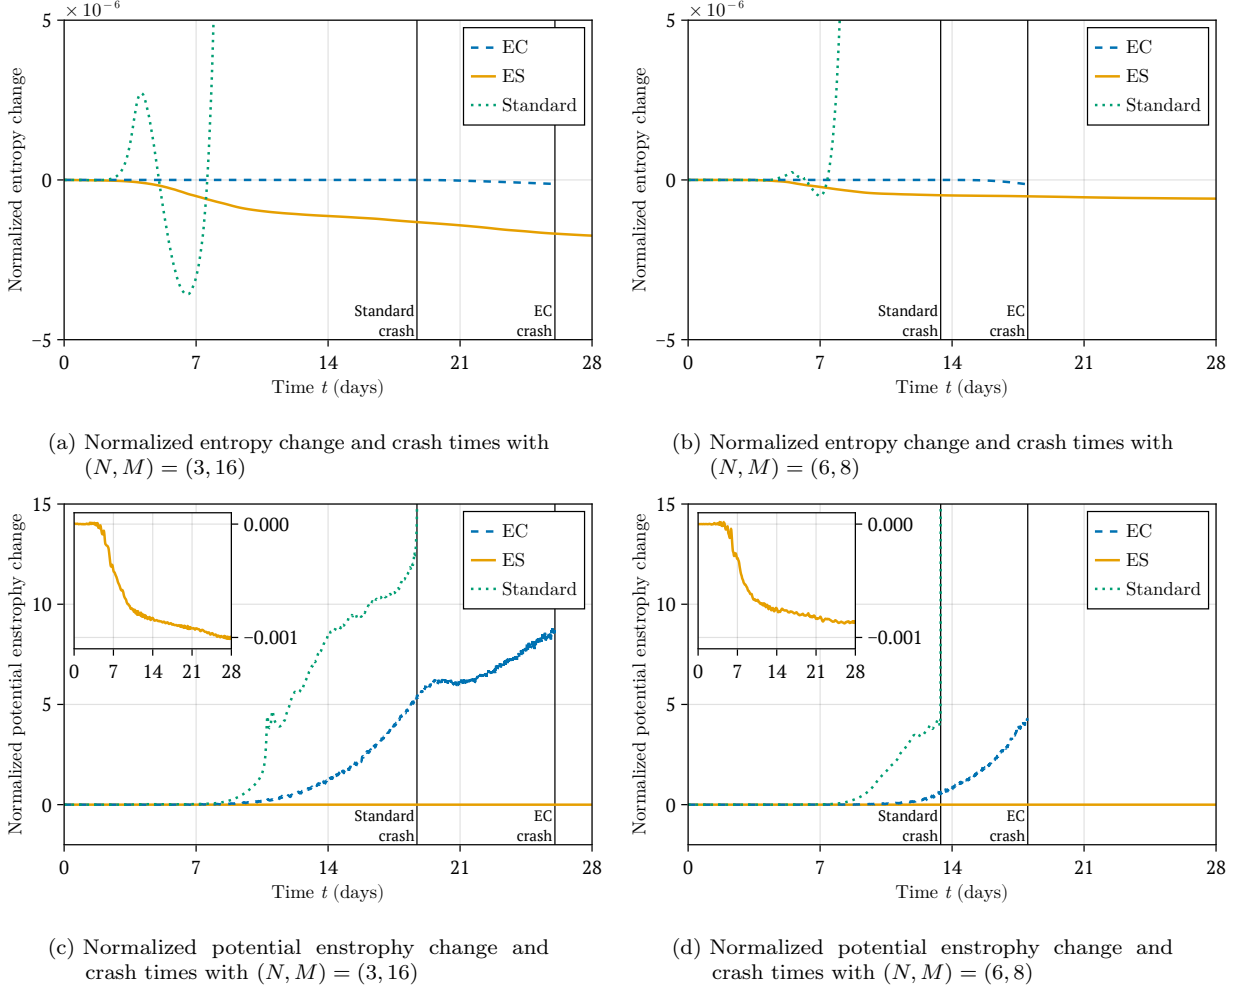 × 10⁻⁶
5
0
−5
Normalized entropy change
EC
ES
Standard
Standard
crash
EC
crash
0 7 14 21 28
Time t (days)
(a) Normalized entropy change and crash times with
(N, M) = (3, 16)
× 10⁻⁶
5
0
−5
Normalized entropy change
EC
ES
Standard
Standard
crash
EC
crash
0 7 14 21 28
Time t (days)
(b) Normalized entropy change and crash times with
(N, M) = (6, 8)
15
10
5
0
Normalized potential enstrophy change
0.000
−0.001
0 7 14 21 28
EC
ES
Standard
Standard
crash
EC
crash
0 7 14 21 28
Time t (days)
(c) Normalized potential enstrophy change and
crash times with (N, M) = (3, 16)
15
10
5
0
Normalized potential enstrophy change
0.000
−0.001
0 7 14 21 28
EC
ES
Standard
Standard
crash
EC
crash
0 7 14 21 28
Time t (days)
(d) Normalized potential enstrophy change and
crash times with (N, M) = (6, 8)